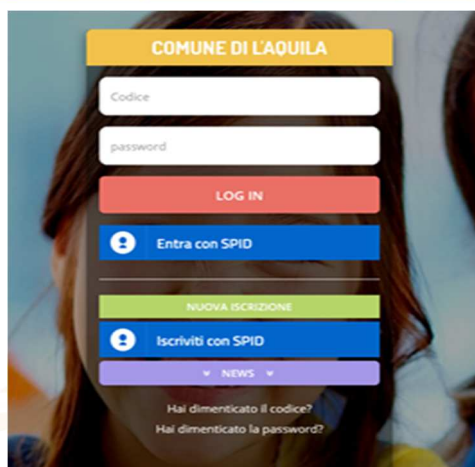 COMUNE DI L'AQUILA
Codice
password
LOG IN
Entra con SPID
NUOVA ISCRIZIONE
Iscriviti con SPID
NEWS
Hai dimenticato il codice?
Hai dimenticato la password?